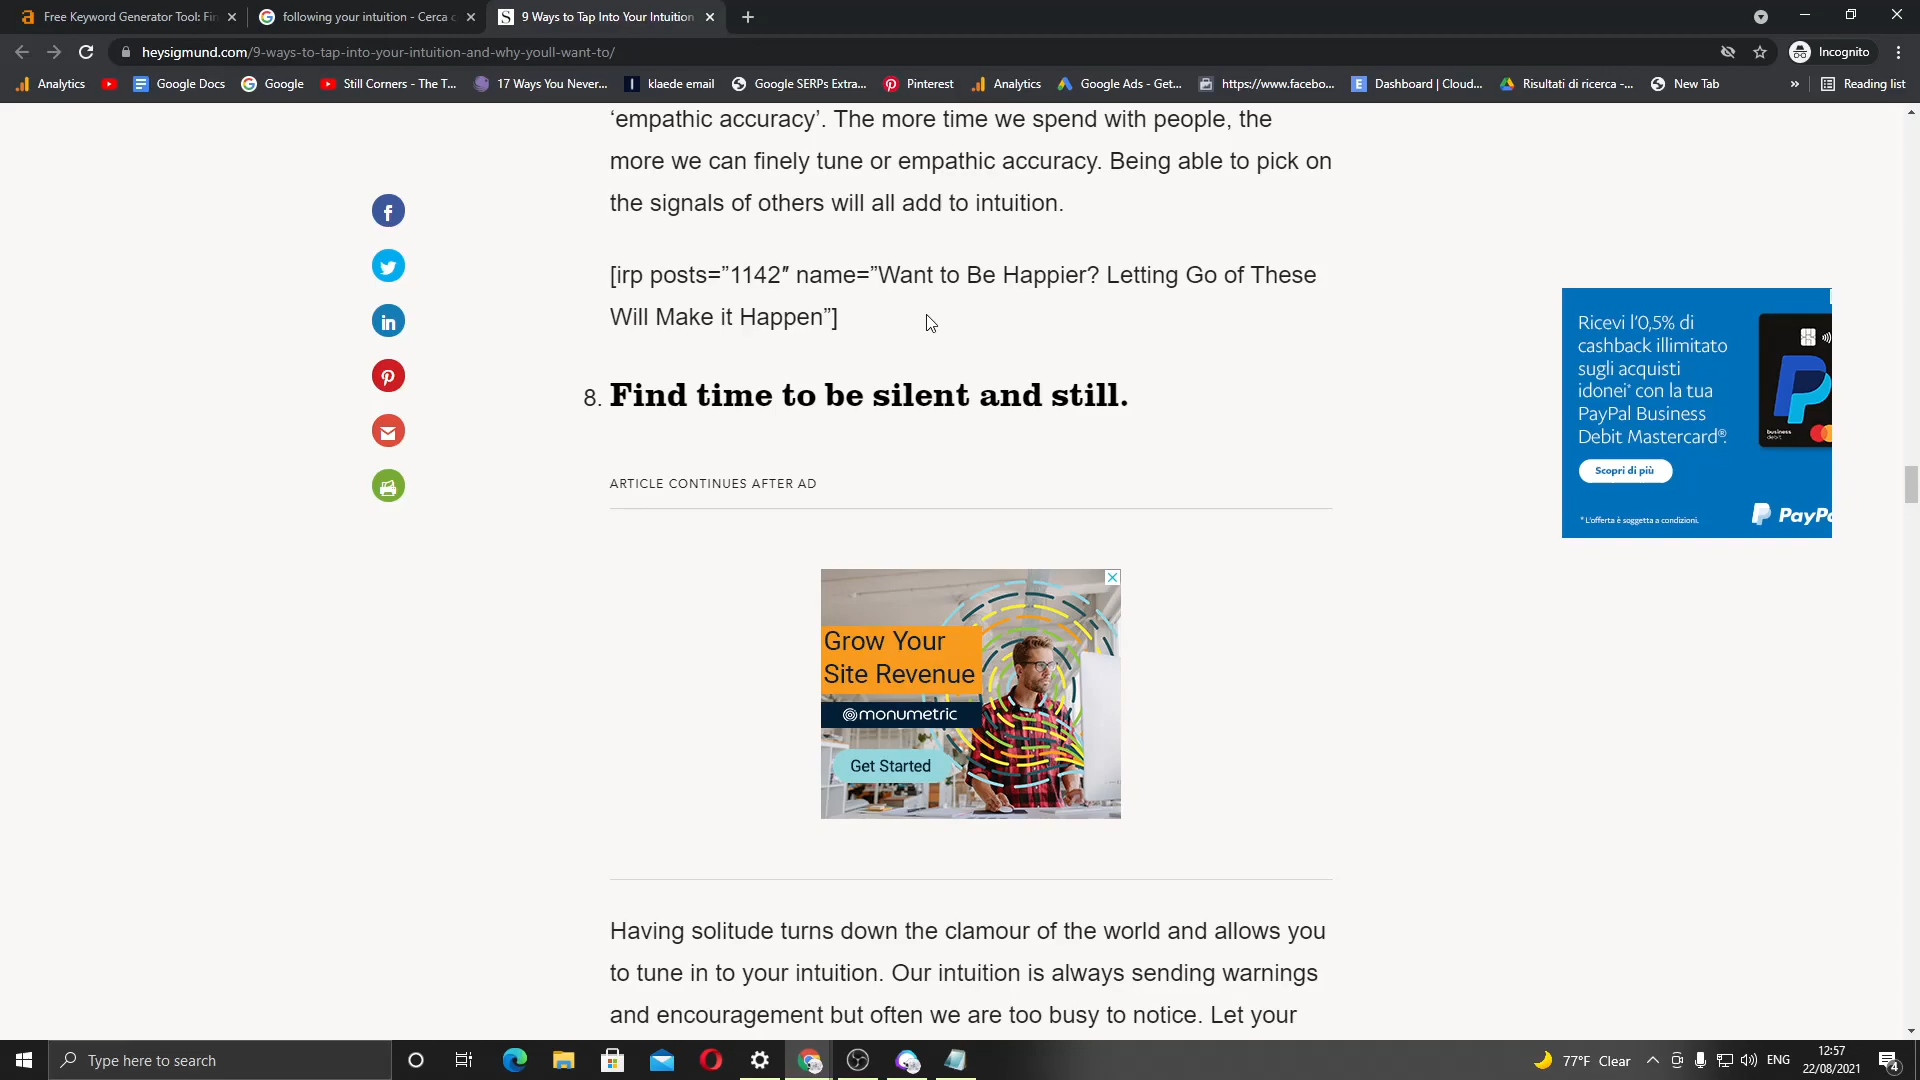 Free Keyword Generator Tool: Fin
following your intuition - Cerca c
9 Ways to Tap Into Your Intuition
heysigmund.com/9-ways-to-tap-into-your-intuition-and-why-youll-want-to/
Incognito
Analytics
Google Docs
Google
Still Corners - The T...
17 Ways You Never...
klaede email
Google SERPs Extra...
Pinterest
Analytics
Google Ads - Get...
https://www.facebo...
Dashboard | Cloud...
Risultati di ricerca -...
New Tab
»
Reading list
‘empathic accuracy’. The more time we spend with people, the
more we can finely tune or empathic accuracy. Being able to pick on
the signals of others will all add to intuition.
[irp posts=”1142″ name=”Want to Be Happier? Letting Go of These
Will Make it Happen”]
8. Find time to be silent and still.
ARTICLE CONTINUES AFTER AD
Grow Your
Site Revenue
monumetric
Get Started
Ricevi l'0,5% di
cashback illimitato
sugli acquisti
idonei* con la tua
PayPal Business
Debit Mastercard®.
Scopri di più
* L'offerta è soggetta a condizioni.
business
debit
PayPa
Having solitude turns down the clamour of the world and allows you
to tune in to your intuition. Our intuition is always sending warnings
and encouragement but often we are too busy to notice. Let your
Type here to search
77°F Clear
ENG
12:57
22/08/2021
4